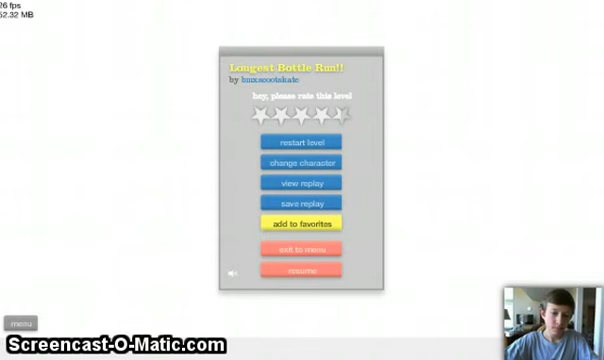 26 fps
52.32 MB
Longest Bottle Run!!
by bmxscootskate
hey, please rate this level
restart level
change character
view replay
save replay
add to favorites
exit to menu
resume
menu
Screencast-O-Matic.com